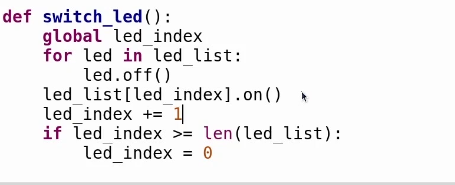 def switch_led():
    global led_index
    for led in led_list:
        led.off()
    led_list[led_index].on()
    led_index += 1
    if led_index >= len(led_list):
        led_index = 0